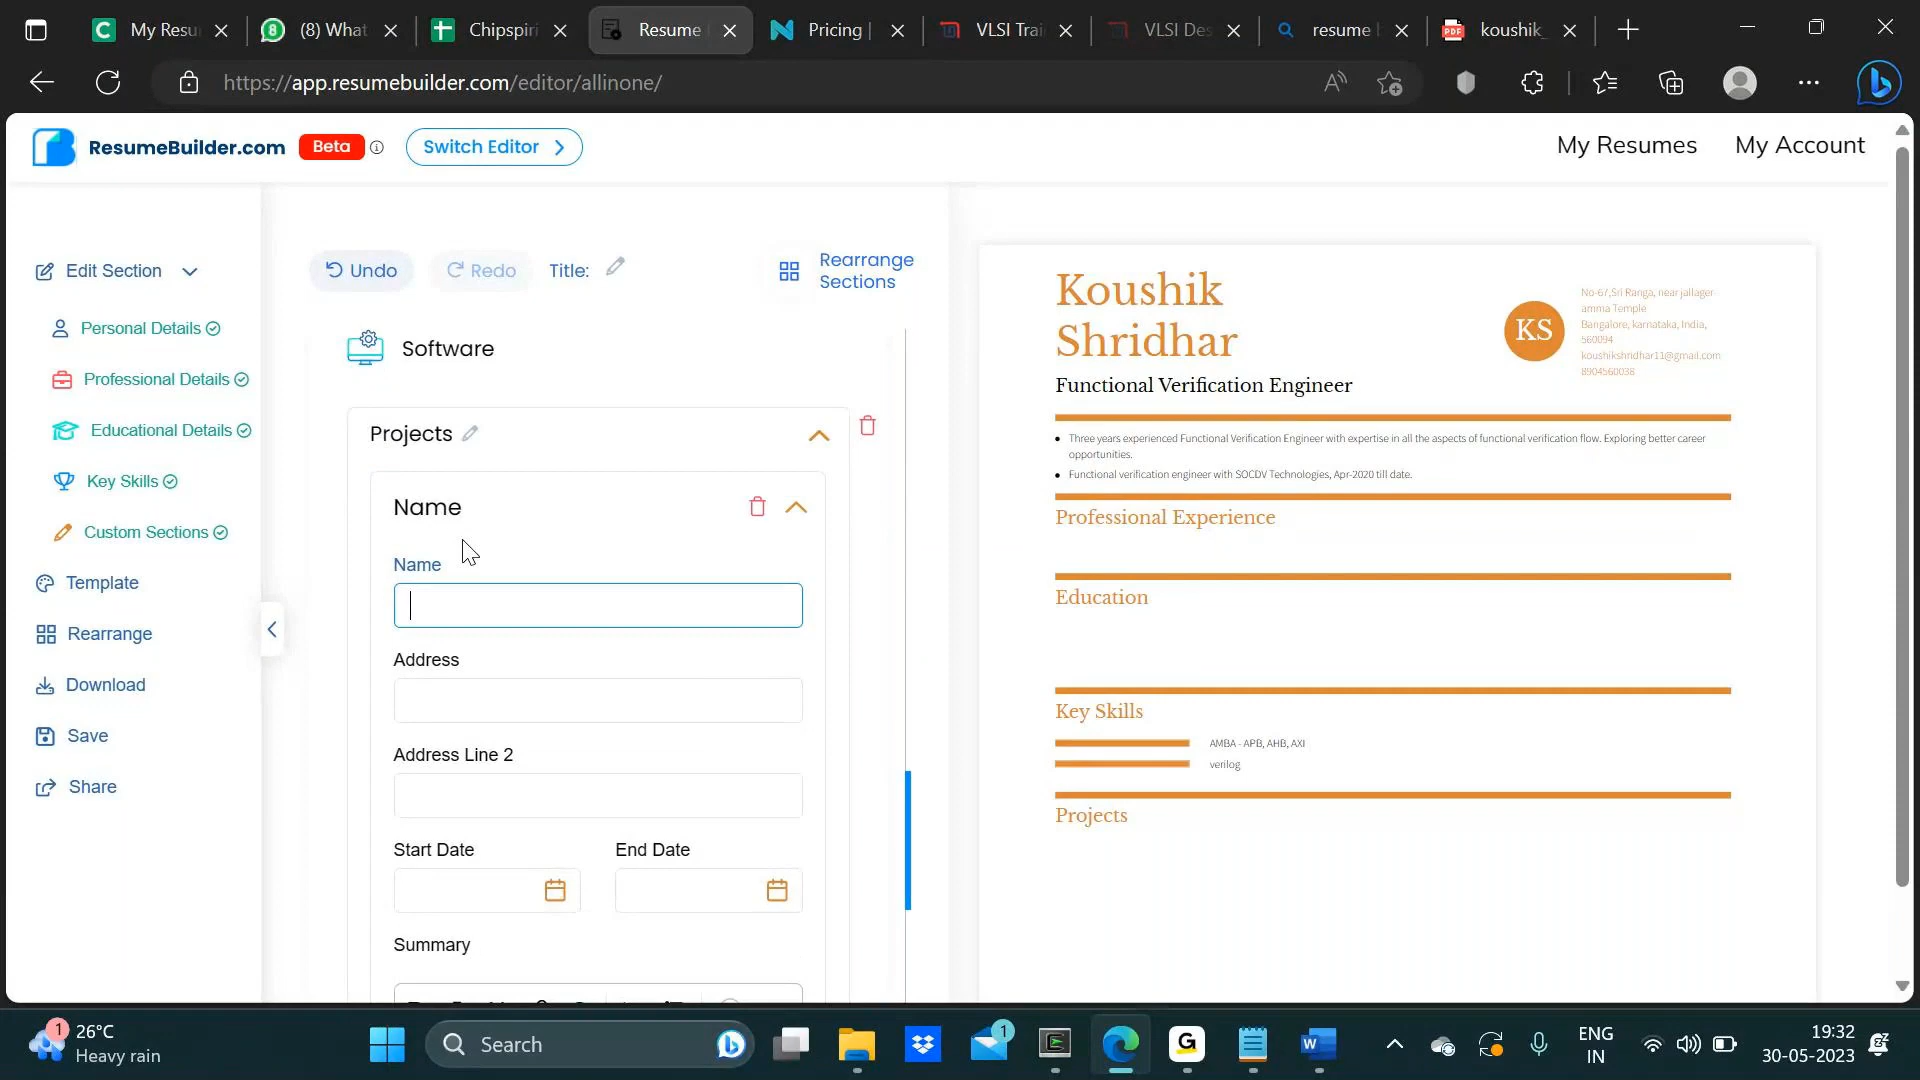 My Resu
(8) What
Chipspiri
Resume
Pricing |
VLSI Trai
VLSI Des
resume b
koushik_
https://app.resumebuilder.com/editor/allinone/
ResumeBuilder.com
Beta
Switch Editor
My Resumes
My Account
Edit Section
Personal Details
Professional Details
Educational Details
Key Skills
Custom Sections
Template
Rearrange
Download
Save
Share
Undo
Redo
Title:
Rearrange
Sections
Software
Projects
Name
Name
Address
Address Line 2
Start Date
End Date
Summary
Koushik
Shridhar
Functional Verification Engineer
KS
No-67,Sri Ranga, near jallager-
amma Temple
Bangalore, karnataka, India,
560094
koushikshridhar11@gmail.com
8904560038
Three years experienced Functional Verification Engineer with expertise in all the aspects of functional verification flow. Exploring better career
opportunities.
Functional verification engineer with SOCDV Technologies, Apr-2020 till date.
Professional Experience
Education
Key Skills
AMBA - APB, AHB, AXI
verilog
Projects
1
26°C
Heavy rain
Search
1
ENG
IN
19:32
30-05-2023